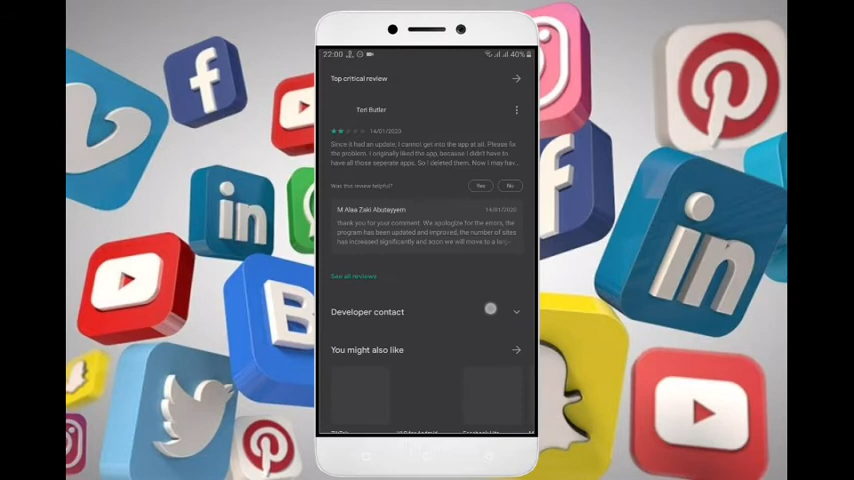 22:00
40%
Top critical review
Teri Butler
14/01/2020
Since it had an update, I cannot get into the app at all. Please fix
the problem. I originally liked the app, because I didn't have to
have all those seperate apps. So I deleted them. Now I may hav...
Was this review helpful?
Yes
No
M Alaa Zaki Abutayyem
14/01/2020
thank you for your comment. We apologize for the errors, the
program has been updated and improved, the number of sites
has increased significantly and soon we will move to a
See all reviews
Developer contact
You might also like
f
in
B
f
in